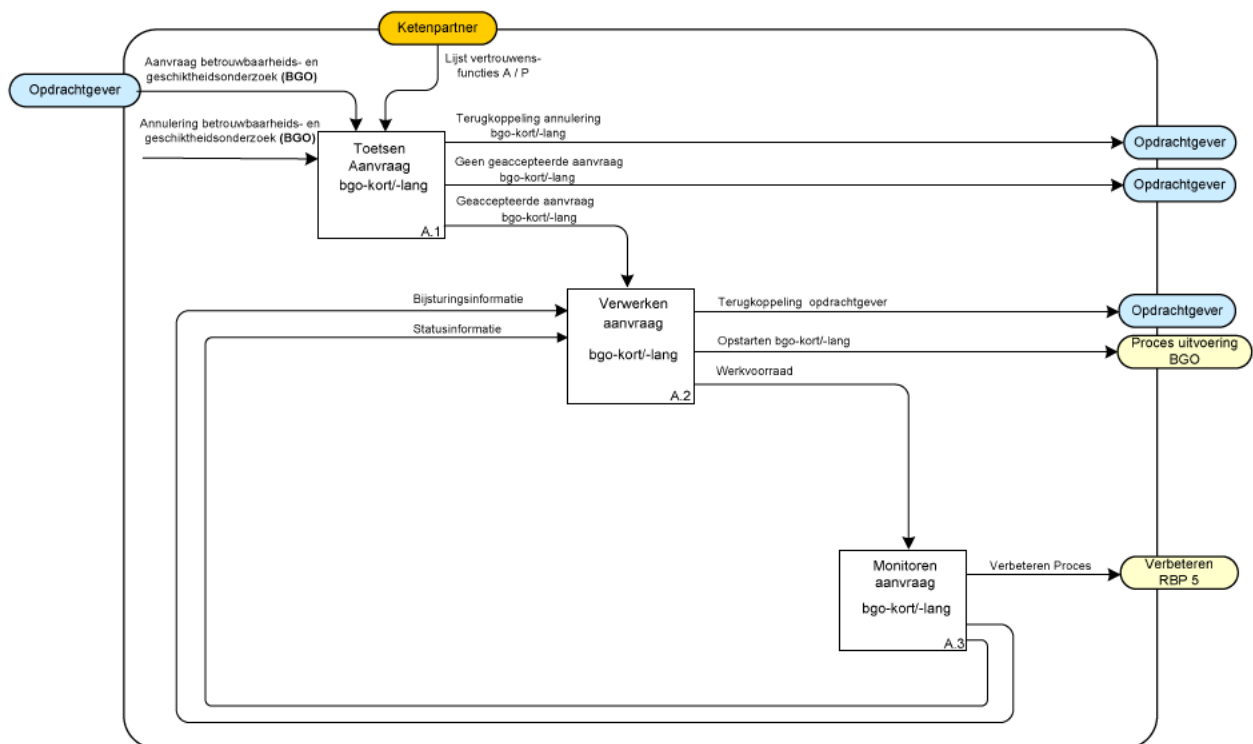 Ketenpartner
Aanvraag betrouwbaarheids- en
geschiktheidsonderzoek (BGO)
Lijst vertrouwens-
functies A / P
Opdrachtgever
Annulering betrouwbaarheids- en
geschiktheidsonderzoek (BGO)
Toetsen
Aanvraag
bgo-kort/-lang
A.1
Terugkoppeling annulering
bgo-kort/-lang
Opdrachtgever
Geen geaccepteerde aanvraag
bgo-kort/-lang
Opdrachtgever
Geaccepteerde aanvraag
bgo-kort/-lang
Bijsturingsinformatie
Statusinformatie
Verwerken
aanvraag
bgo-kort/-lang
A.2
Terugkoppeling opdrachtgever
Opdrachtgever
Opstarten bgo-kort/-lang
Proces uitvoering
BGO
Werkvoorraad
Monitoren
aanvraag
bgo-kort/-lang
A.3
Verbeteren Proces
Verbeteren
RBP 5